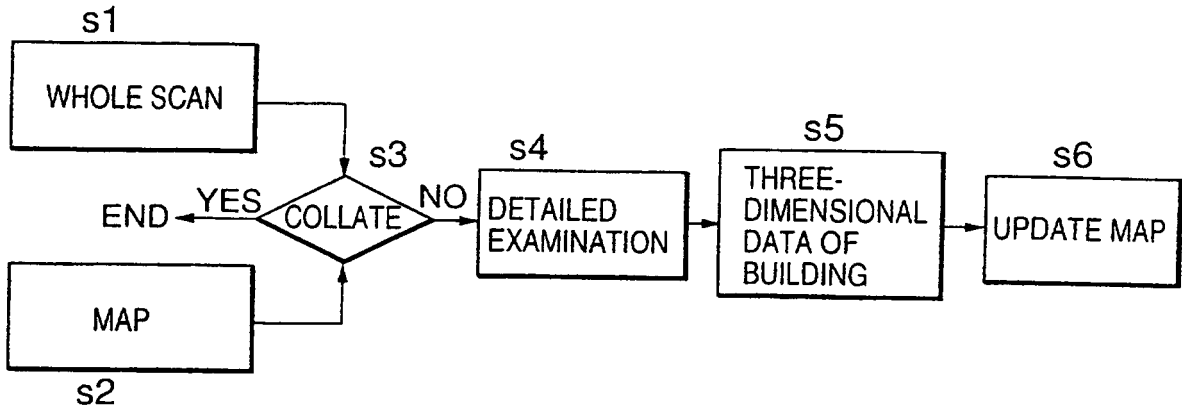 s1
WHOLE SCAN
s3
YES
COLLATE
NO
END
MAP
s2
s4
DETAILED
EXAMINATION
s5
THREE-
DIMENSIONAL
DATA OF
BUILDING
s6
UPDATE MAP